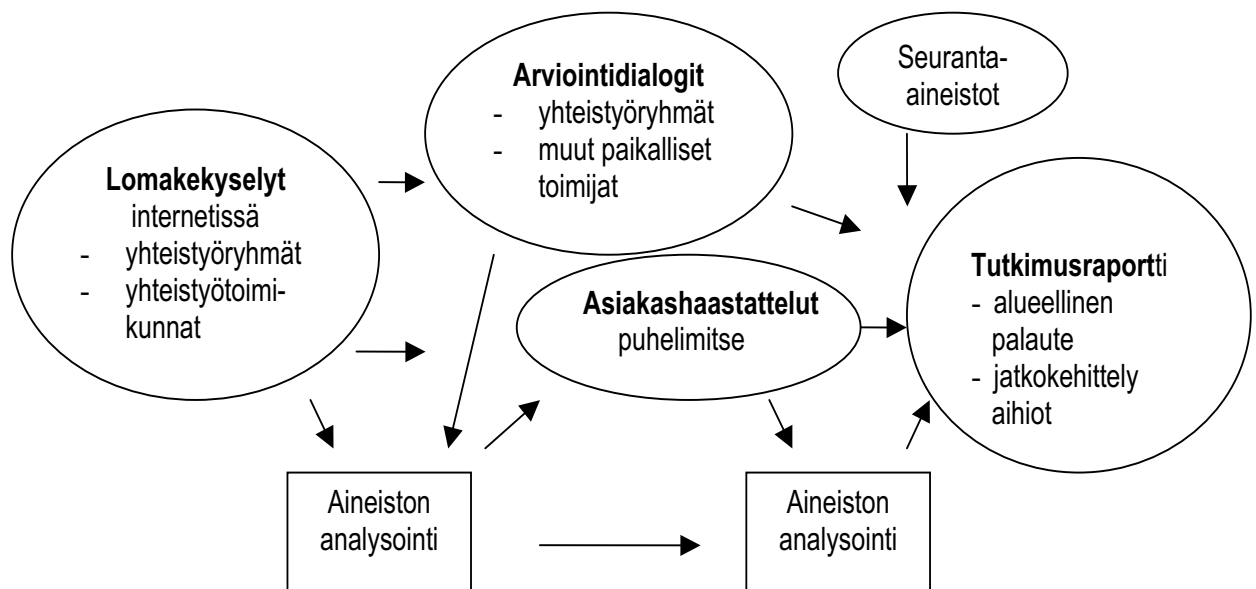 Lomakekyselyt
internetissä
- yhteistyöryhmät
- yhteistyötoimi-
kunnat
Arviointidialogit
- yhteistyöryhmät
- muut paikalliset
toimijat
Seuranta-
aineistot
Asiakashaastattelut
puhelimitse
Tutkimusraportti
- alueellinen
palaute
- jatkokehittely
aihiot
Aineiston
analysointi
Aineiston
analysointi